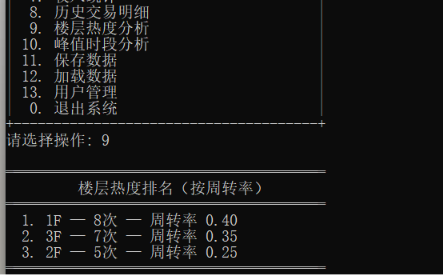 8. 历史交易明细
9. 楼层热度分析
10. 峰值时段分析
11. 保存数据
12. 加载数据
13. 用户管理
0. 退出系统
请选择操作: 9
楼层热度排名（按周转率）
1. 1F — 8次 — 周转率 0.40
2. 3F — 7次 — 周转率 0.35
3. 2F — 5次 — 周转率 0.25